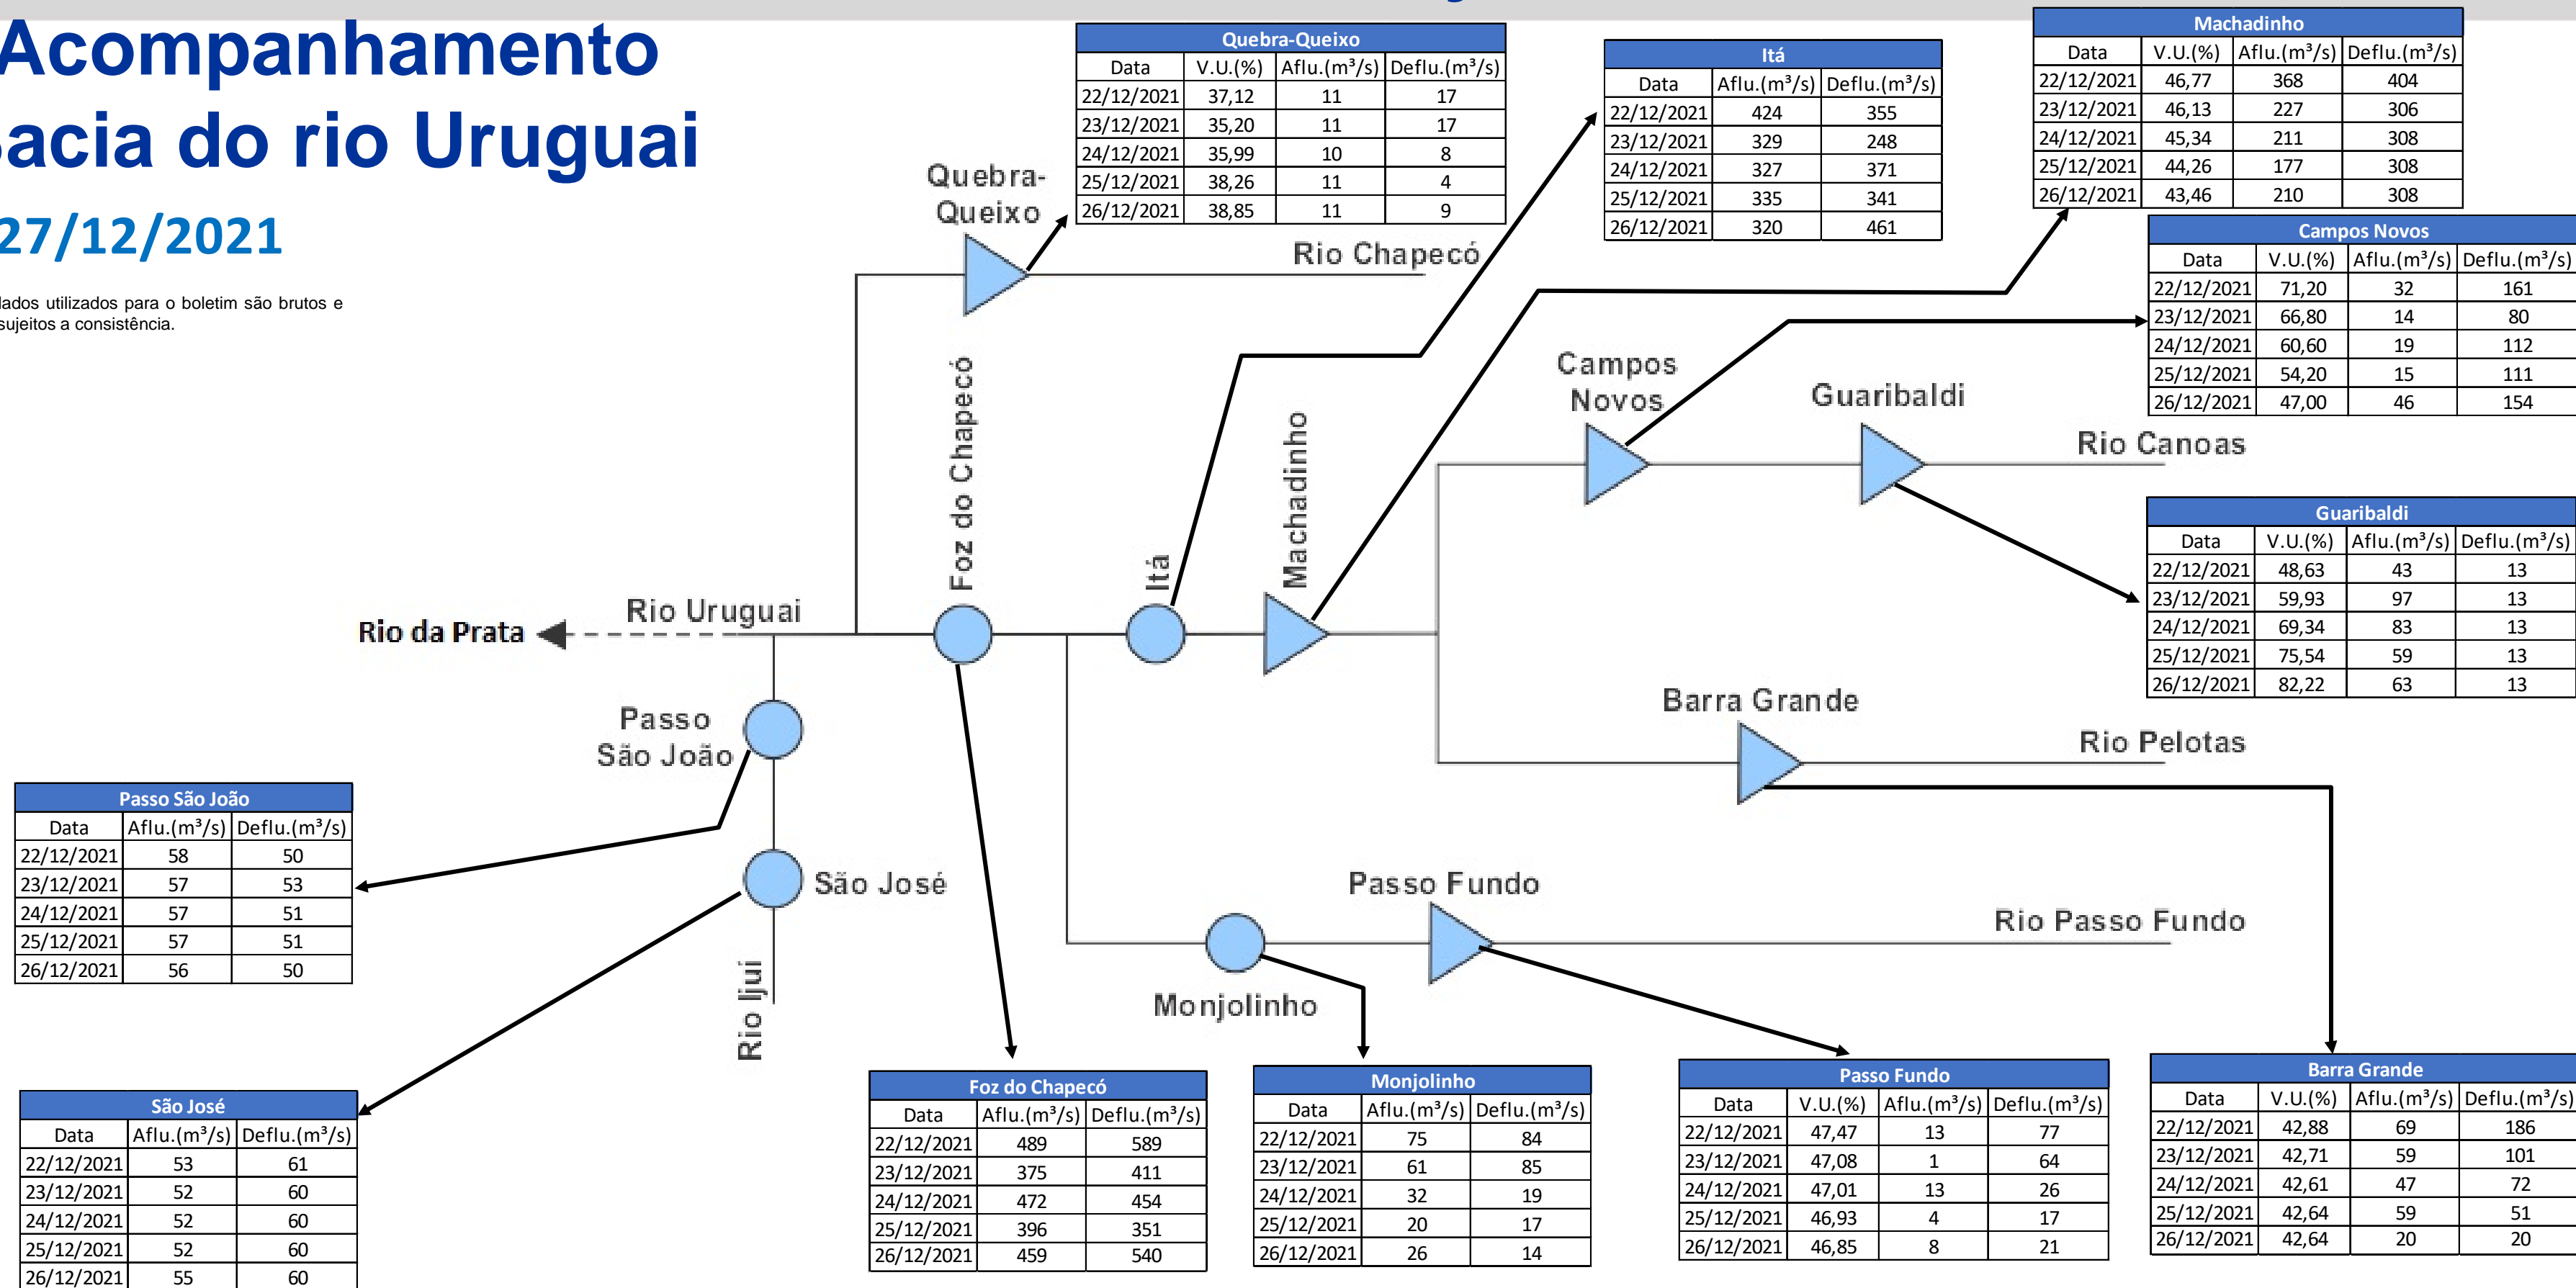 Acompanhamento
acia do rio Uruguai
27/12/2021
dados utilizados para o boletim são brutos e
sujeitos a consistência.
Quebra-Queixo
Data V.U.(%) Aflu.(m³/s) Deflu.(m³/s)
22/12/2021 37,12 11 17
23/12/2021 35,20 11 17
24/12/2021 35,99 10 8
25/12/2021 38,26 11 4
26/12/2021 38,85 11 9
Itá
Data Aflu.(m³/s) Deflu.(m³/s)
22/12/2021 424 355
23/12/2021 329 248
24/12/2021 327 371
25/12/2021 335 341
26/12/2021 320 461
Machadinho
Data V.U.(%) Aflu.(m³/s) Deflu.(m³/s)
22/12/2021 46,77 368 404
23/12/2021 46,13 227 306
24/12/2021 45,34 211 308
25/12/2021 44,26 177 308
26/12/2021 43,46 210 308
Campos Novos
Data V.U.(%) Aflu.(m³/s) Deflu.(m³/s)
22/12/2021 71,20 32 161
23/12/2021 66,80 14 80
24/12/2021 60,60 19 112
25/12/2021 54,20 15 111
26/12/2021 47,00 46 154
Quebra-
Queixo
Rio Chapecó
Foz do Chapecó
Itá
Machadinho
Campos
Novos
Guaribaldi
Rio Canoas
Guaribaldi
Data V.U.(%) Aflu.(m³/s) Deflu.(m³/s)
22/12/2021 48,63 43 13
23/12/2021 59,93 97 13
24/12/2021 69,34 83 13
25/12/2021 75,54 59 13
26/12/2021 82,22 63 13
Rio da Prata
Rio Uruguai
Passo
São João
Barra Grande
Rio Pelotas
São José
Rio Ijuí
Passo Fundo
Rio Passo Fundo
Monjolinho
Passo São João
Data Aflu.(m³/s) Deflu.(m³/s)
22/12/2021 58 50
23/12/2021 57 53
24/12/2021 57 51
25/12/2021 57 51
26/12/2021 56 50
São José
Data Aflu.(m³/s) Deflu.(m³/s)
22/12/2021 53 61
23/12/2021 52 60
24/12/2021 52 60
25/12/2021 52 60
26/12/2021 55 60
Foz do Chapecó
Data Aflu.(m³/s) Deflu.(m³/s)
22/12/2021 489 589
23/12/2021 375 411
24/12/2021 472 454
25/12/2021 396 351
26/12/2021 459 540
Monjolinho
Data Aflu.(m³/s) Deflu.(m³/s)
22/12/2021 75 84
23/12/2021 61 85
24/12/2021 32 19
25/12/2021 20 17
26/12/2021 26 14
Passo Fundo
Data V.U.(%) Aflu.(m³/s) Deflu.(m³/s)
22/12/2021 47,47 13 77
23/12/2021 47,08 1 64
24/12/2021 47,01 13 26
25/12/2021 46,93 4 17
26/12/2021 46,85 8 21
Barra Grande
Data V.U.(%) Aflu.(m³/s) Deflu.(m³/s)
22/12/2021 42,88 69 186
23/12/2021 42,71 59 101
24/12/2021 42,61 47 72
25/12/2021 42,64 59 51
26/12/2021 42,64 20 20